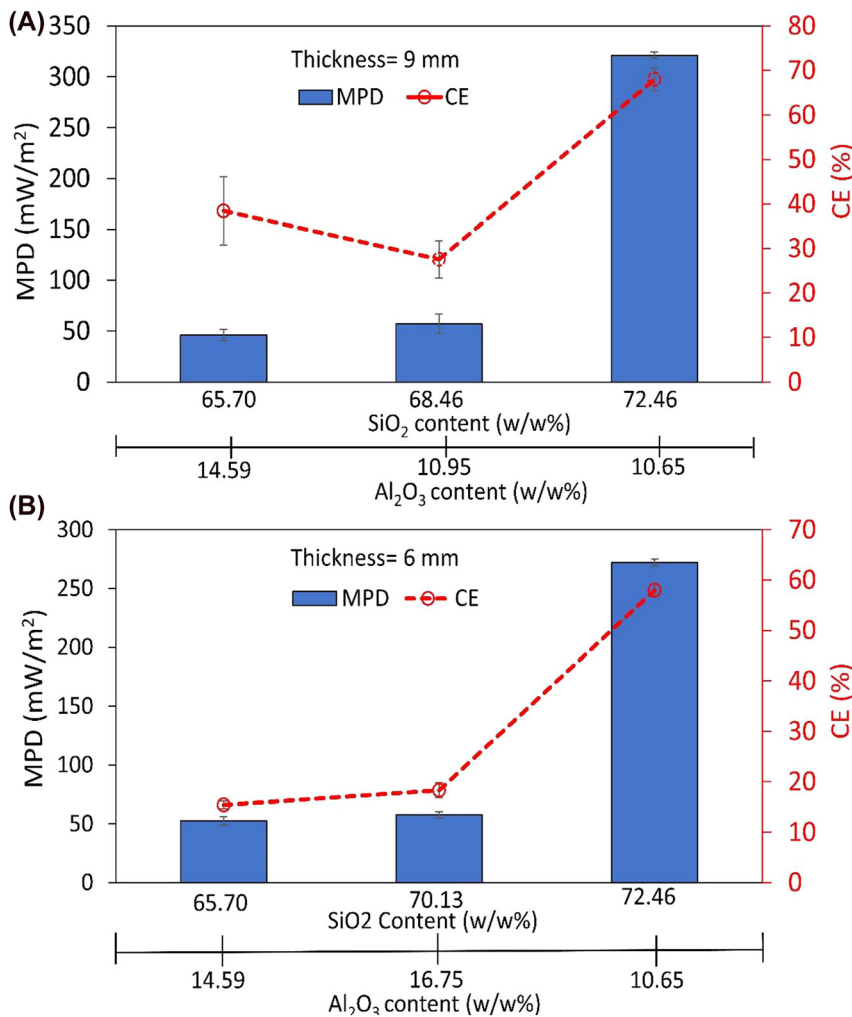 (A)
350
300
250
200
150
100
50
0
MPD (mW/m²)
Thickness= 9 mm
MPD CE
80
70
60
50
40
30
20
10
0
CE (%)
65.70 68.46 72.46
SiO₂ content (w/w%)
14.59 10.95 10.65
Al₂O₃ content (w/w%)
(B)
300
250
200
150
100
50
0
MPD (mW/m²)
Thickness= 6 mm
MPD CE
70
60
50
40
30
20
10
0
CE (%)
65.70 70.13 72.46
SiO2 Content (w/w%)
14.59 16.75 10.65
Al₂O₃ content (w/w%)